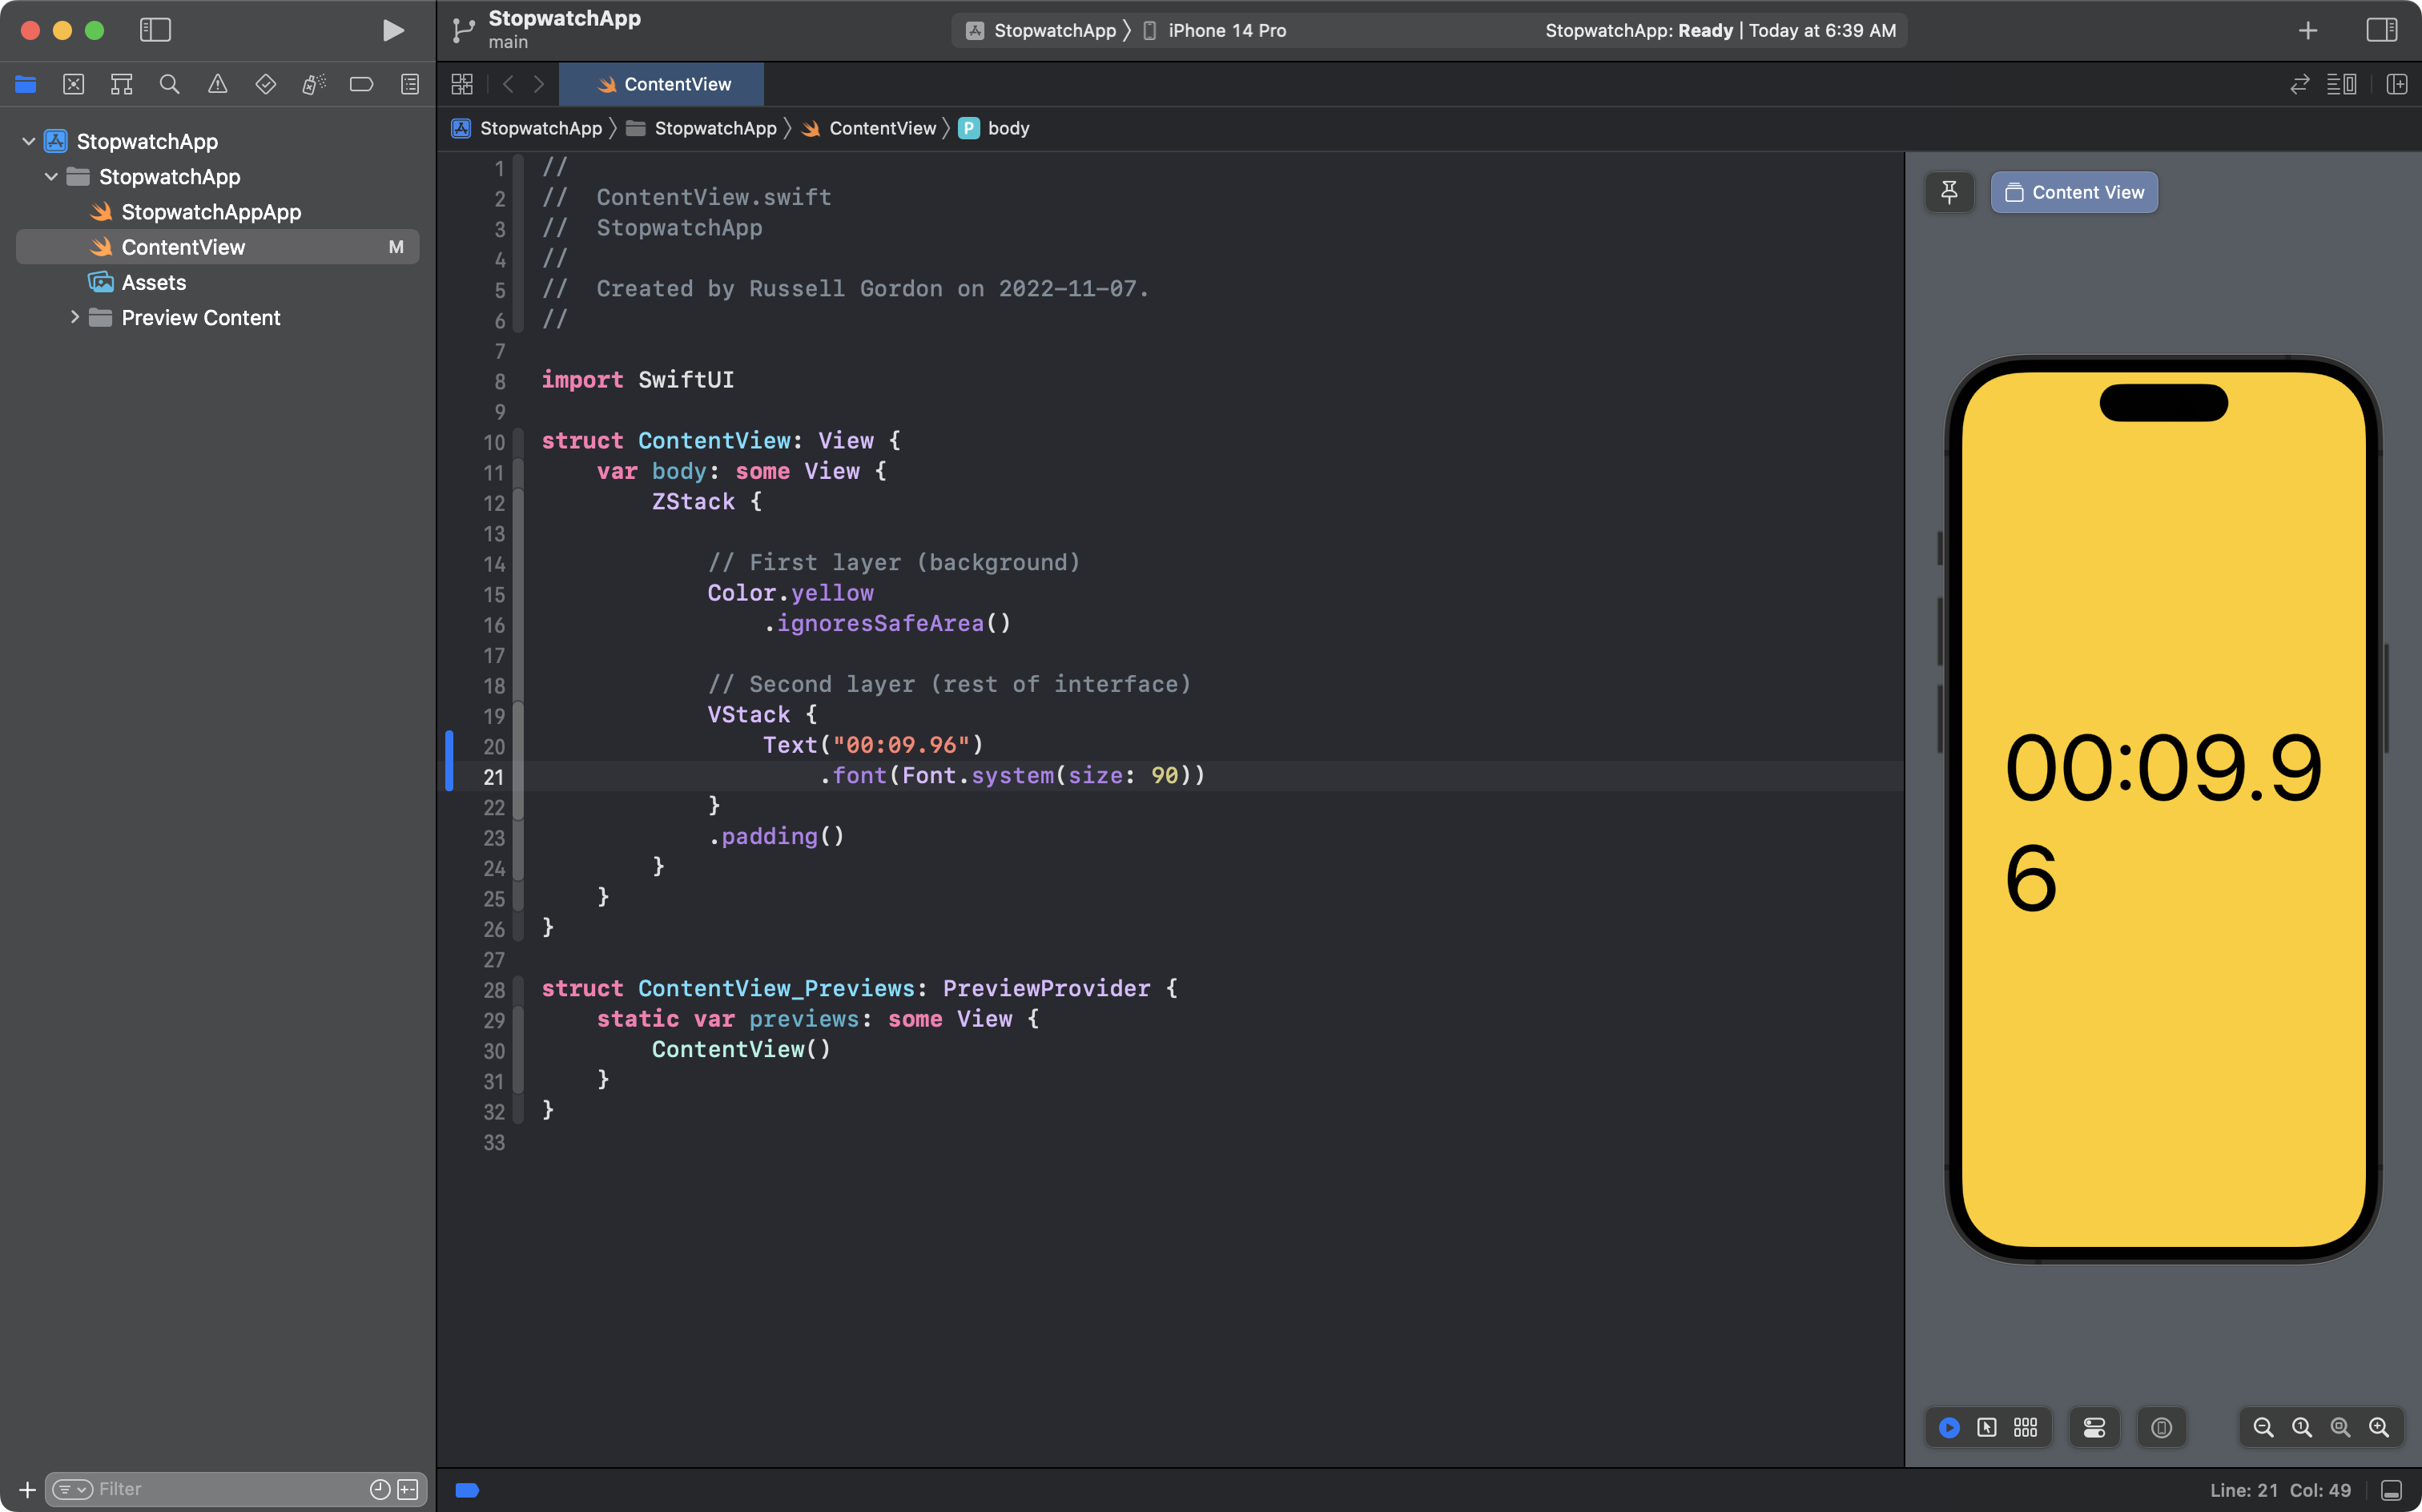 StopwatchApp
main
StopwatchApp
iPhone 14 Pro
StopwatchApp: Ready | Today at 6:39 AM
ContentView
StopwatchApp
StopwatchApp
ContentView
P body
StopwatchApp
StopwatchApp
StopwatchAppApp
ContentView M
Assets
Preview Content
1 //
2 //  ContentView.swift
3 //  StopwatchApp
4 //
5 //  Created by Russell Gordon on 2022-11-07.
6 //
7
8 import SwiftUI
9
10 struct ContentView: View {
11     var body: some View {
12         ZStack {
13
14             // First layer (background)
15             Color.yellow
16                 .ignoresSafeArea()
17
18             // Second layer (rest of interface)
19             VStack {
20                 Text("00:09.96")
21                     .font(Font.system(size: 90))
22             }
23             .padding()
24         }
25     }
26 }
27
28 struct ContentView_Previews: PreviewProvider {
29     static var previews: some View {
30         ContentView()
31     }
32 }
33
Content View
00:09.9
6
Filter
Line: 21 Col: 49